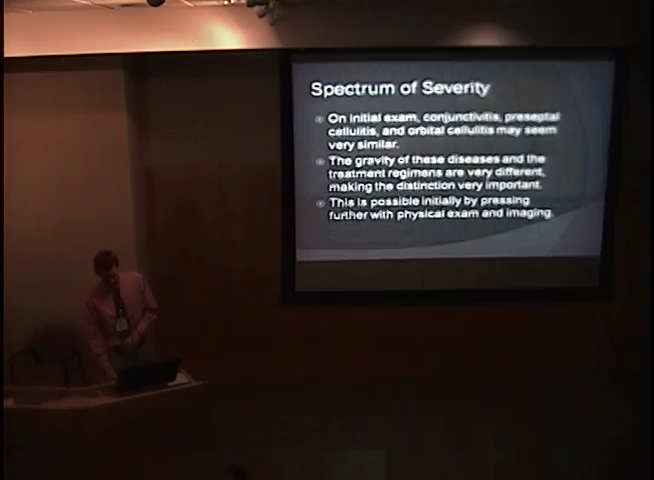 Spectrum of Severity
On initial exam, conjunctivitis, preseptal
cellulitis, and orbital cellulitis may seem
very similar.
The gravity of these diseases and the
treatment regimens are very different,
making the distinction very important.
This is possible initially by pressing
further with physical exam and imaging.